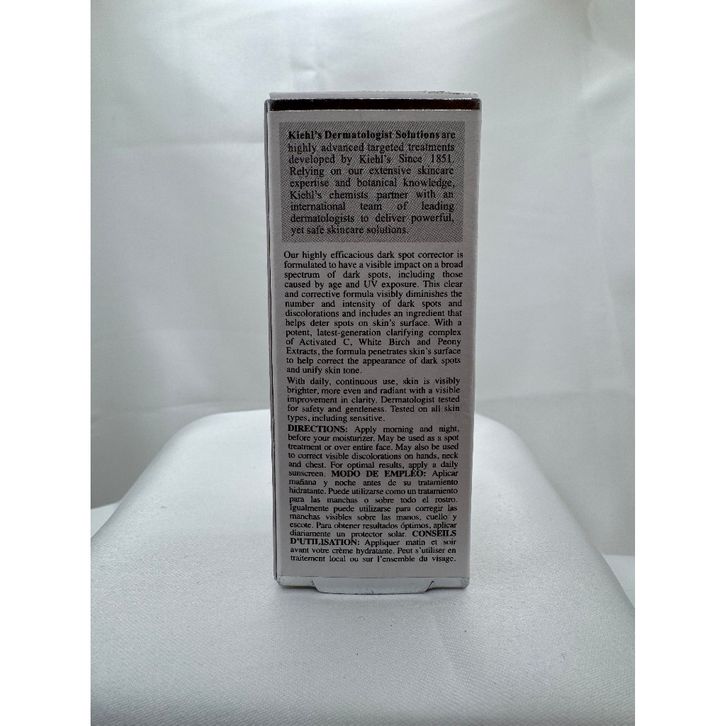 Kiehl's Dermatologist Solutions are
highly advanced targeted treatments
developed by Kiehl's Since 1851.
Relying on our extensive skincare
expertise and botanical knowledge,
Kiehl's chemists partner with an
international team of leading
dermatologists to deliver powerful,
yet safe skincare solutions.
Our highly efficacious dark spot corrector is
formulated to have a visible impact on a broad
spectrum of dark spots, including those
caused by age and UV exposure. This clear
and corrective formula visibly diminishes the
number and intensity of dark spots and
discolorations and includes an ingredient that
helps deter spots on skin's surface. With a
potent, latest-generation clarifying complex
of Activated C, White Birch and Peony
Extracts, the formula penetrates skin's surface
to help correct the appearance of dark spots
and unify skin tone.
With daily, continuous use, skin is visibly
brighter, more even and radiant with a visible
improvement in clarity. Dermatologist tested
for safety and gentleness. Tested on all skin
types, including sensitive.
DIRECTIONS: Apply morning and night,
before your moisturizer. May be used as a spot
treatment or over entire face. May also be used
to correct visible discolorations on hands, neck
and chest. For optimal results, apply a daily
sunscreen. MODO DE EMPLEO: Aplicar
mañana y noche antes de su tratamiento
hidratante. Puede utilizarse como un tratamiento
para las manchas o sobre todo el rostro.
Igualmente puede utilizarse para corregir las
manchas visibles sobre las manos, cuello y
escote. Para obtener resultados óptimos, aplicar
diariamente un protector solar. CONSEILS
D'UTILISATION: Appliquer matin et soir
avant votre crème hydratante. Peut s'utiliser en
traitement local ou sur l'ensemble du visage.